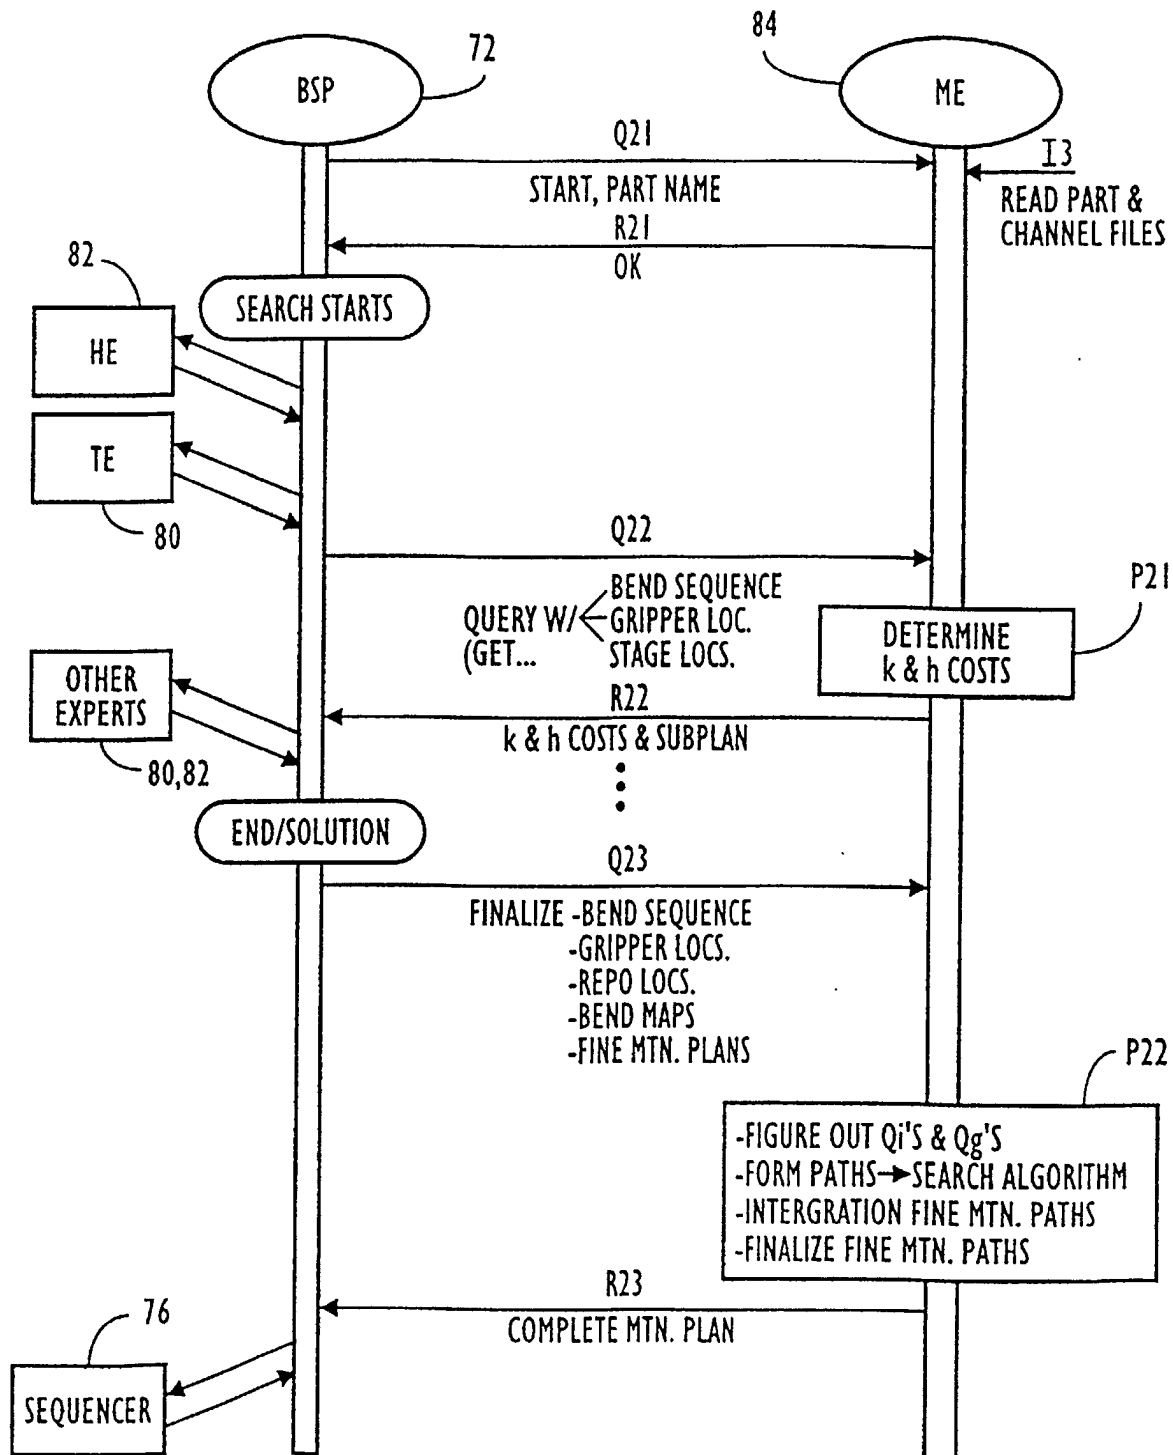 84
72
BSP
ME
Q21
I3
START, PART NAME
READ PART &
CHANNEL FILES
R21
OK
82
SEARCH STARTS
HE
TE
80
Q22
P21
QUERY W/
(GET...
BEND SEQUENCE
GRIPPER LOC.
STAGE LOCS.
DETERMINE
k & h COSTS
OTHER
EXPERTS
R22
k & h COSTS & SUBPLAN
80,82
END/SOLUTION
Q23
FINALIZE -BEND SEQUENCE
-GRIPPER LOCS.
-REPO LOCS.
-BEND MAPS
-FINE MTN. PLANS
P22
-FIGURE OUT Qi'S & Qg'S
-FORM PATHS→SEARCH ALGORITHM
-INTERGRATION FINE MTN. PATHS
-FINALIZE FINE MTN. PATHS
R23
COMPLETE MTN. PLAN
76
SEQUENCER